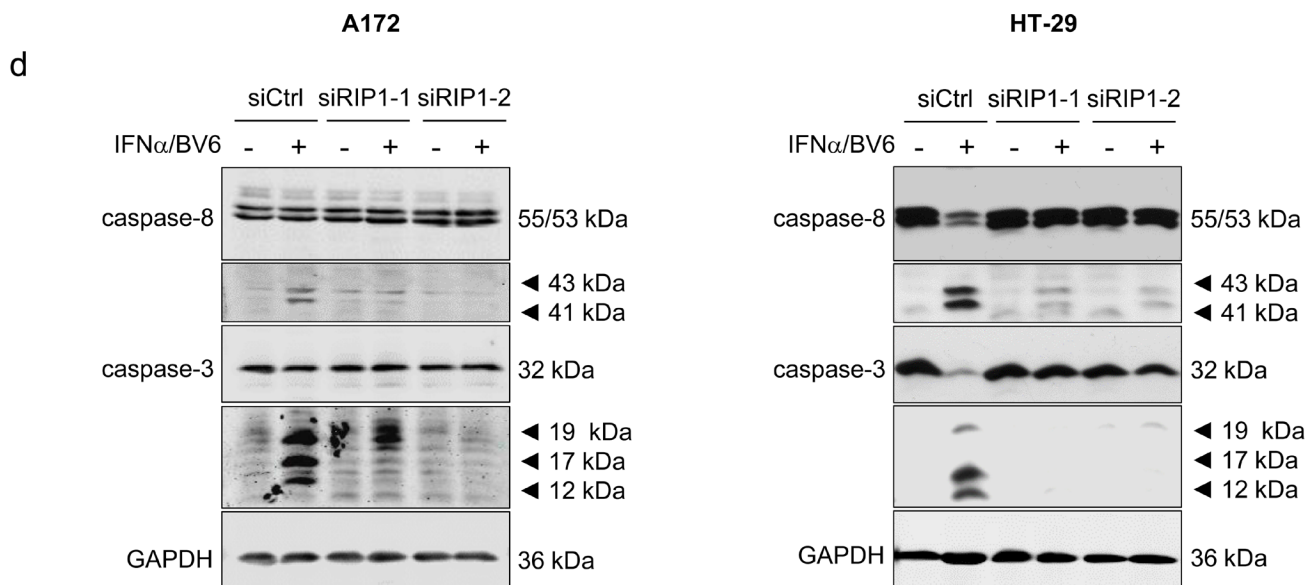 A172 HT-29
d
siCtrl siRIP1-1 siRIP1-2 siCtrl siRIP1-1 siRIP1-2
IFNα/BV6 - + - + - + IFNα/BV6 - + - + - +
caspase-8 55/53 kDa caspase-8 55/53 kDa
◄ 43 kDa ◄ 43 kDa
◄ 41 kDa ◄ 41 kDa
caspase-3 32 kDa caspase-3 32 kDa
◄ 19 kDa ◄ 19 kDa
◄ 17 kDa ◄ 17 kDa
◄ 12 kDa ◄ 12 kDa
GAPDH 36 kDa GAPDH 36 kDa